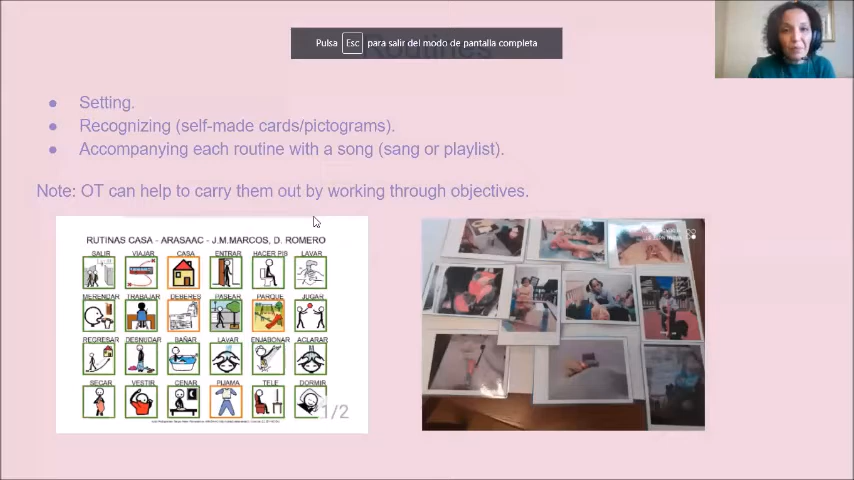 Pulsa Esc para salir del modo de pantalla completa
Routines
Setting.
Recognizing (self-made cards/pictograms).
Accompanying each routine with a song (sang or playlist).
Note: OT can help to carry them out by working through objectives.
RUTINAS CASA - ARASAAC - J.M.MARCOS, D. ROMERO
SALIR VIAJAR CASA ENTRAR HACER PIS LAVAR
MERENDAR TRABAJAR DEBERES PASEAR PARQUE JUGAR
REGRESAR DESNUDAR BAÑAR LAVAR ENJABONAR ACLARAR
SECAR VESTIR CENAR PIJAMA TELE DORMIR
1/2